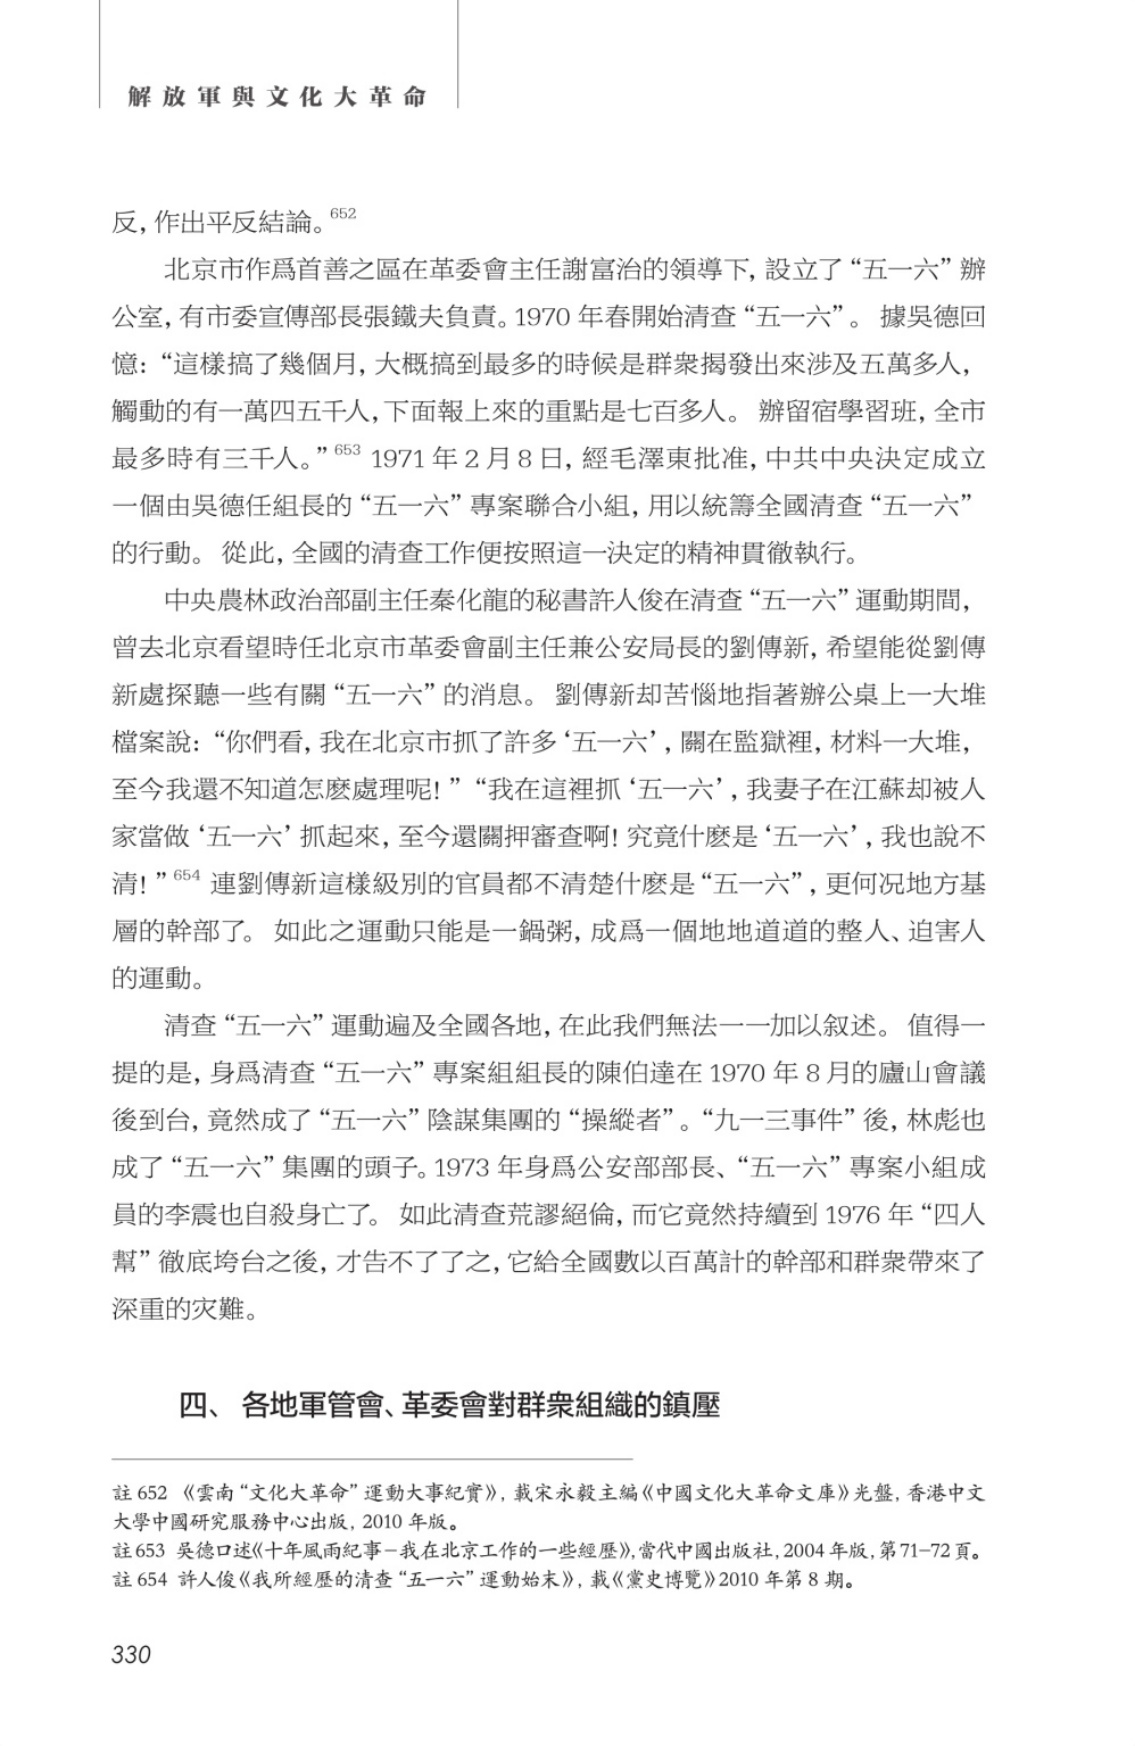 解放軍與文化大革命
反，作出平反結論。652
北京市作爲首善之區在革委會主任謝富治的領導下，設立了“五一六”辦
公室，有市委宣傳部長張鐵夫負責。1970 年春開始清查“五一六”。 據吳德回
憶：“這樣搞了幾個月，大概搞到最多的時候是群衆揭發出來涉及五萬多人，
觸動的有一萬四五千人，下面報上來的重點是七百多人。 辦留宿學習班，全市
最多時有三千人。”653 1971 年 2 月 8 日，經毛澤東批准，中共中央決定成立
一個由吳德任組長的“五一六”專案聯合小組，用以統籌全國清查“五一六”
的行動。 從此，全國的清查工作便按照這一決定的精神貫徹執行。
中央農林政治部副主任秦化龍的秘書許人俊在清查“五一六”運動期間，
曾去北京看望時任北京市革委會副主任兼公安局長的劉傳新，希望能從劉傳
新處探聽一些有關“五一六”的消息。 劉傳新却苦惱地指著辦公桌上一大堆
檔案說：“你們看，我在北京市抓了許多‘五一六’，關在監獄裡，材料一大堆，
至今我還不知道怎麽處理呢！”“我在這裡抓‘五一六’，我妻子在江蘇却被人
家當做‘五一六’抓起來，至今還關押審查啊！究竟什麽是‘五一六’，我也說不
清！”654 連劉傳新這樣級別的官員都不清楚什麽是“五一六”，更何況地方基
層的幹部了。 如此之運動只能是一鍋粥，成爲一個地地道道的整人、迫害人
的運動。
清查“五一六”運動遍及全國各地，在此我們無法一一加以叙述。 值得一
提的是，身爲清查“五一六”專案組組長的陳伯達在 1970 年 8 月的廬山會議
後到台，竟然成了“五一六”陰謀集團的“操縱者”。“九一三事件”後，林彪也
成了“五一六”集團的頭子。1973 年身爲公安部部長、“五一六”專案小組成
員的李震也自殺身亡了。 如此清查荒謬絕倫，而它竟然持續到 1976 年“四人
幫”徹底垮台之後，才告不了了之，它給全國數以百萬計的幹部和群衆帶來了
深重的灾難。
四、 各地軍管會、革委會對群衆組織的鎮壓
註 652 《雲南“文化大革命”運動大事紀實》，載宋永毅主編《中國文化大革命文庫》光盤，香港中文
大學中國研究服務中心出版，2010 年版。
註 653 吳德口述《十年風雨紀事－我在北京工作的一些經歷》，當代中國出版社，2004 年版，第 71–72 頁。
註 654 許人俊《我所經歷的清查“五一六”運動始末》，載《黨史博覽》2010 年第 8 期。
330